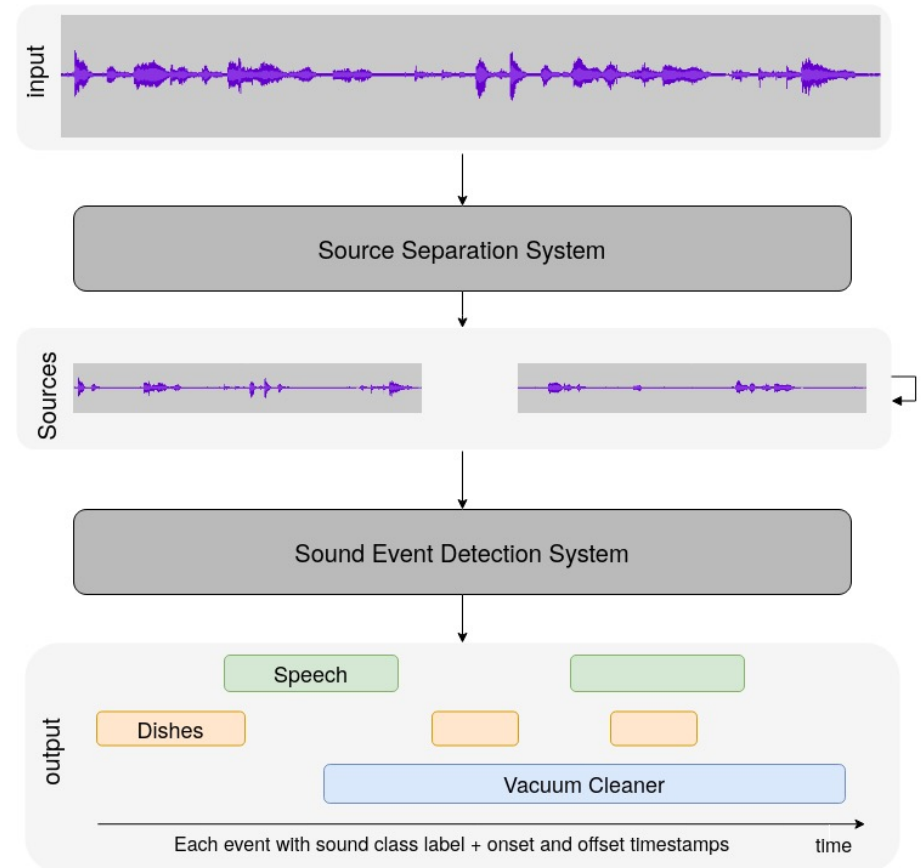 input
Source Separation System
Sources
Sound Event Detection System
output
Speech
Dishes
Vacuum Cleaner
Each event with sound class label + onset and offset timestamps
time